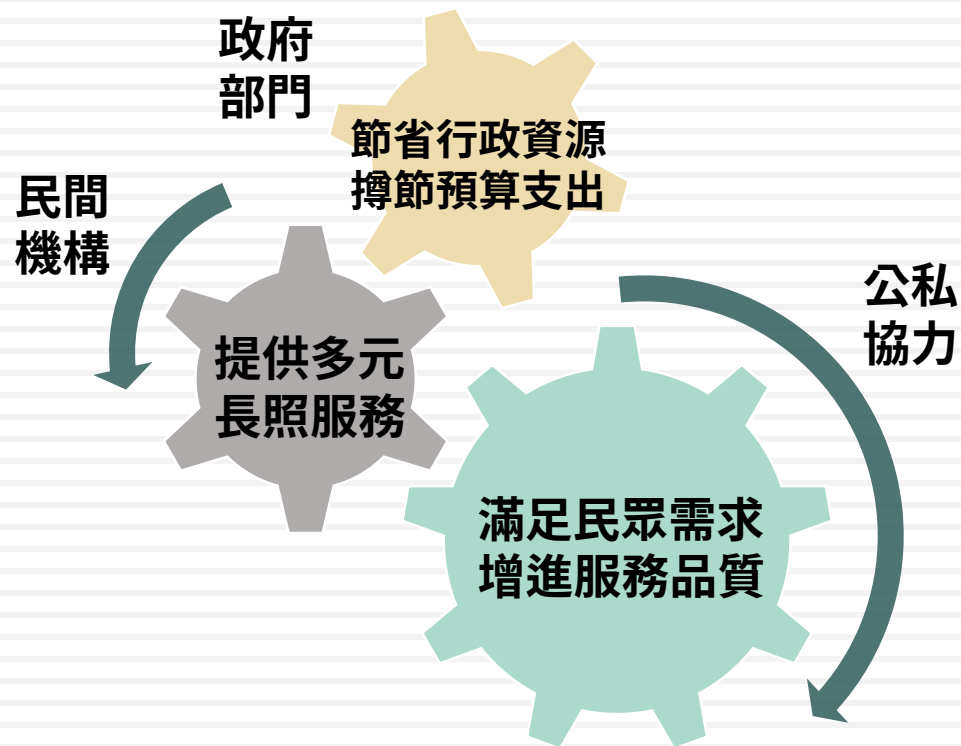 政府
部門
節省行政資源
撙節預算支出
民間
機構
提供多元
長照服務
公私
協力
滿足民眾需求
增進服務品質